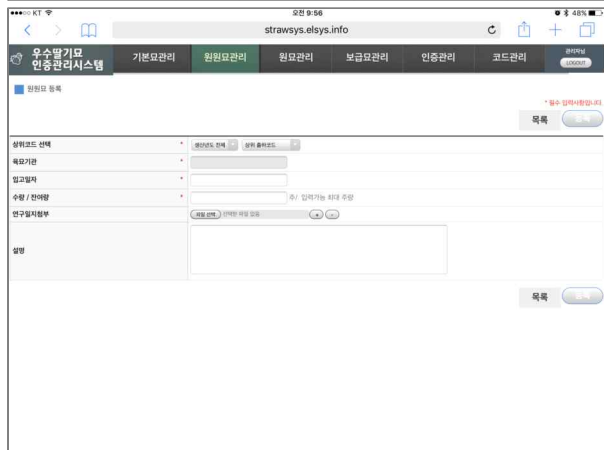 KT 오전 9:56 48%
strawsys.elsys.info
우수딸기묘
인증관리시스템
기본묘관리 원원묘관리 원묘관리 보급묘관리 인증관리 코드관리
관리자님
LOGOUT
원원묘 등록
* 필수 입력사항입니다.
목록
상위코드 선택 * 생산년도 전체 상위 출하코드
육묘기관 *
입고일자 *
수량 / 잔여량 * 주/ 입력가능 최대 주량
연구일지첨부 파일 선택 선택한 파일 없음 + -
설명
목록